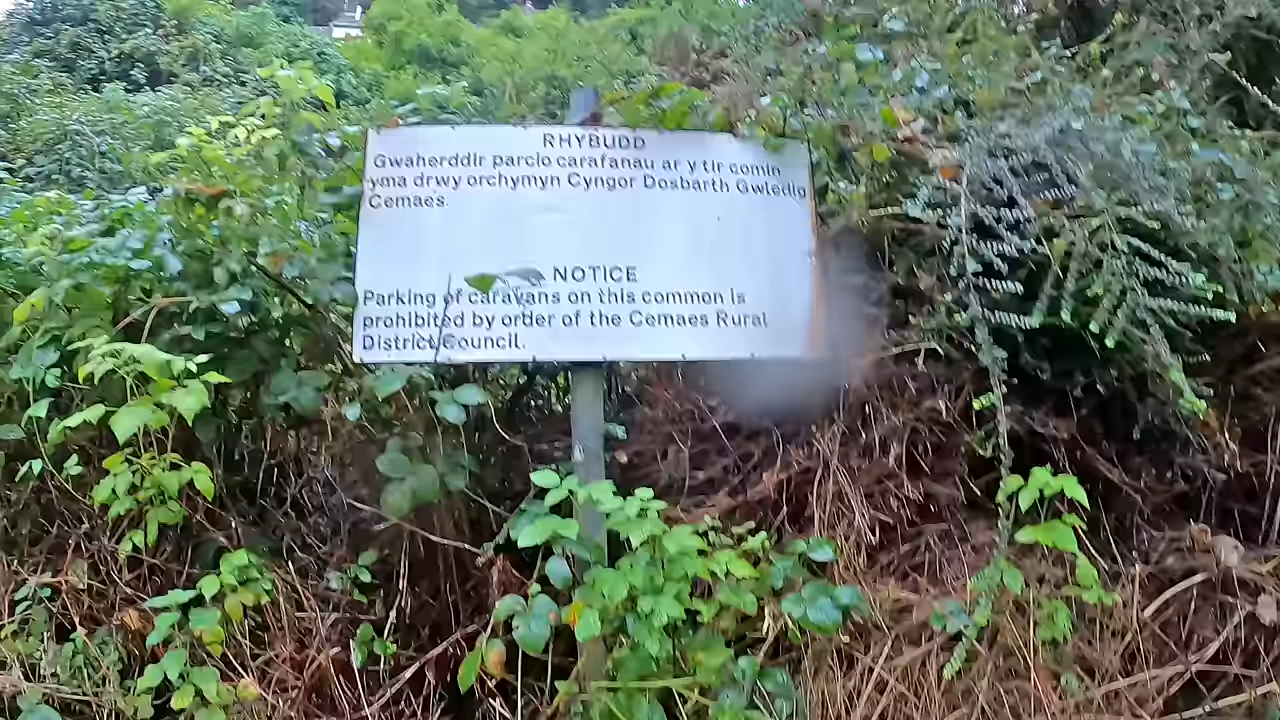 RHYBUDD
Gwaherddir parcio carafanau ar y tir comin
yma drwy orchymyn Cyngor Dosbarth Gwledig
Cemaes.
NOTICE
Parking of caravans on this common is
prohibited by order of the Cemaes Rural
District Council.